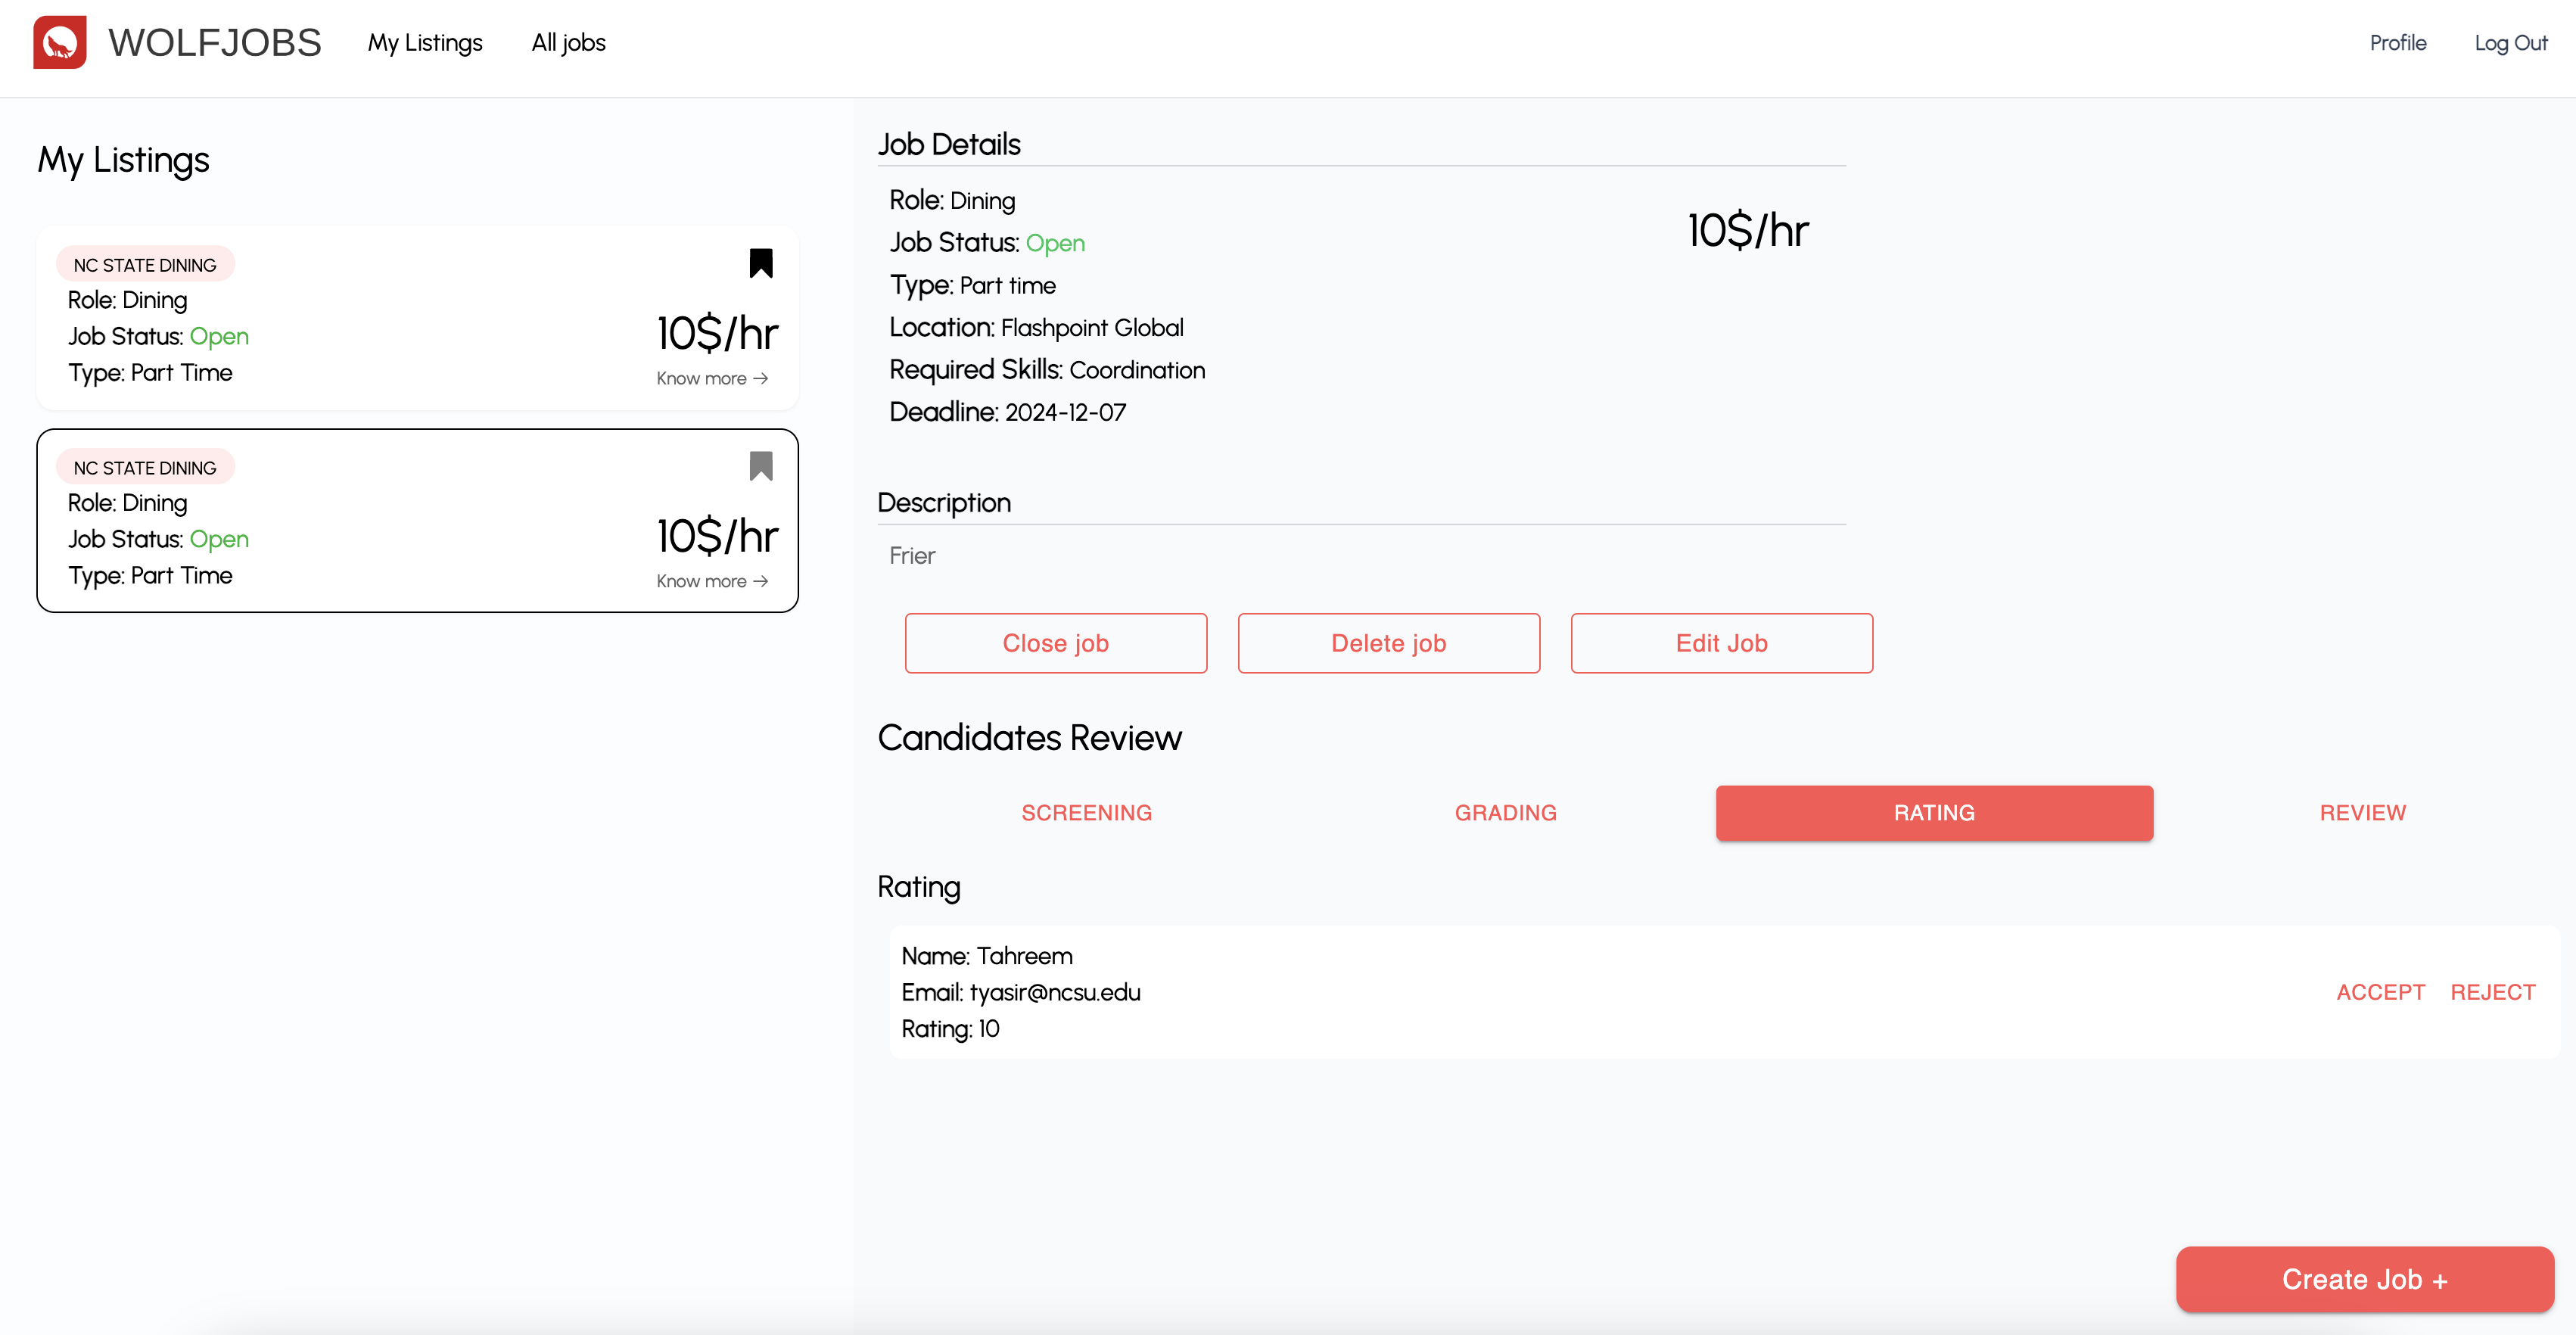 WOLFJOBS
My Listings
All jobs
Profile
Log Out
My Listings
NC STATE DINING
Role: Dining
Job Status: Open
Type: Part Time
10$/hr
Know more →
NC STATE DINING
Role: Dining
Job Status: Open
Type: Part Time
10$/hr
Know more →
Job Details
Role: Dining
Job Status: Open
Type: Part time
Location: Flashpoint Global
Required Skills: Coordination
Deadline: 2024-12-07
10$/hr
Description
Frier
Close job
Delete job
Edit Job
Candidates Review
SCREENING
GRADING
RATING
REVIEW
Rating
Name: Tahreem
Email: tyasir@ncsu.edu
Rating: 10
ACCEPT
REJECT
Create Job +